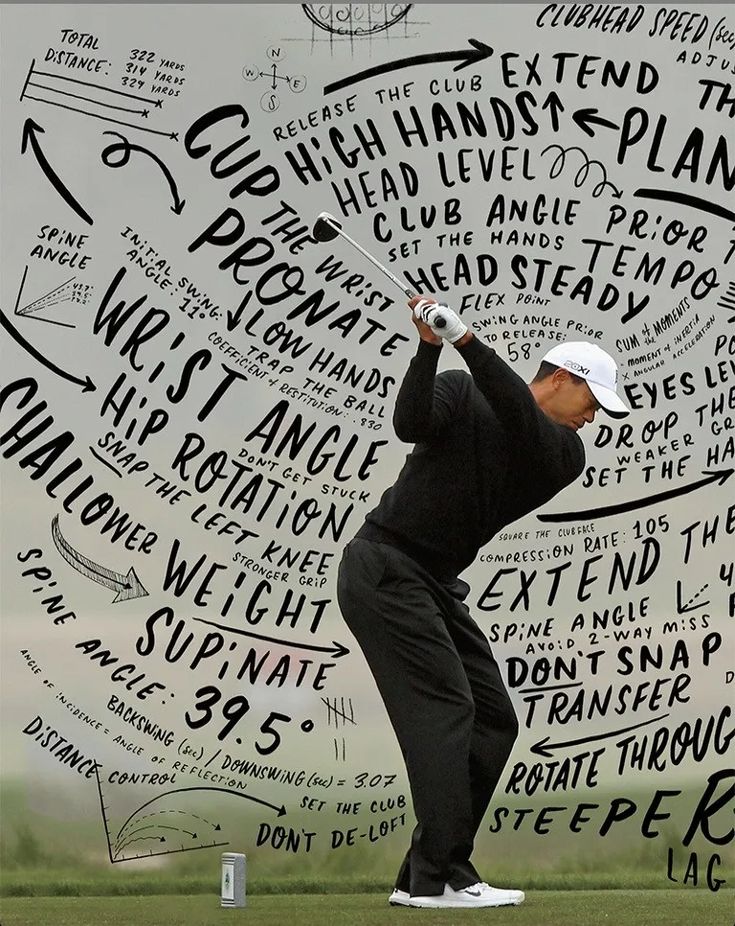 TOTAL
DISTANCE:
322 YARDS
314 YARDS
324 YARDS
N
W
E
S
CLUBHEAD SPEED (sec)
ADJUS
RELEASE THE CLUB
EXTEND TH
HIGH HANDS
PLAN
HEAD LEVEL
CLUB ANGLE PRIOR T
SET THE HANDS
TEMPO
HEAD STEADY
FLEX POINT
SWING ANGLE PRIOR
TO RELEASE:
58°
SUM OF MOMENTS
= MOMENT OF INERTIA
X ANGULAR ACCELERATION
PO
EYES LEV
DROP THE
WEAKER GR
SET THE HA
CUP THE WRIST
PRONATE
SPINE
ANGLE
INITIAL SWING
ANGLE: 11°
LOW HANDS
TRAP THE BALL
COEFFICIENT OF RESTITUTION: .830
WRIST ANGLE
DON'T GET STUCK
HIP ROTATION
SNAP THE LEFT KNEE
STRONGER GRIP
SHALLOWER WEIGHT
SUPINATE
SPINE ANGLE: 39.5°
ANGLE OF INCIDENCE = ANGLE OF REFLECTION
BACKSWING (sec) / DOWNSWING (sec) = 3.07
DISTANCE CONTROL
SET THE CLUB
DON'T DE-LOFT
20XI
SQUARE THE CLUBFACE
COMPRESSION RATE: 105
EXTEND THE
SPINE ANGLE
AVOID 2-WAY MISS
DON'T SNAP
TRANSFER
ROTATE THROUG
STEEPER
LAG